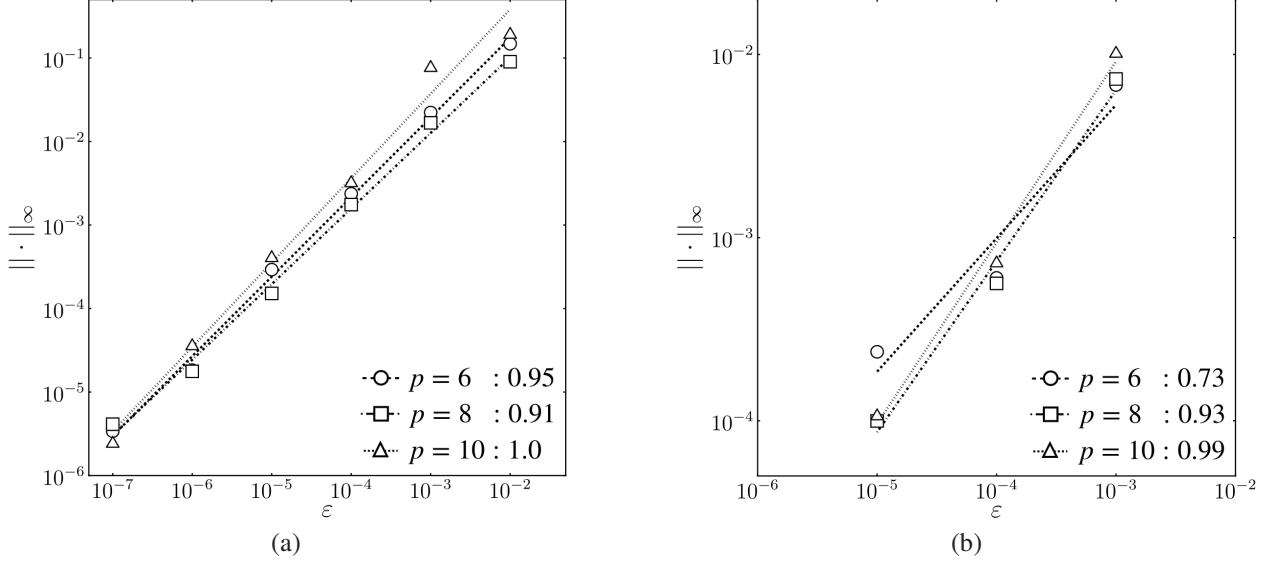 10⁻¹
10⁻²
10⁻³
10⁻⁴
10⁻⁵
10⁻⁶
|| · ||∞
p = 6 : 0.95
p = 8 : 0.91
p = 10 : 1.0
10⁻⁷ 10⁻⁶ 10⁻⁵ 10⁻⁴ 10⁻³ 10⁻²
ε
(a)
10⁻²
10⁻³
10⁻⁴
|| · ||∞
p = 6 : 0.73
p = 8 : 0.93
p = 10 : 0.99
10⁻⁶ 10⁻⁵ 10⁻⁴ 10⁻³ 10⁻²
ε
(b)